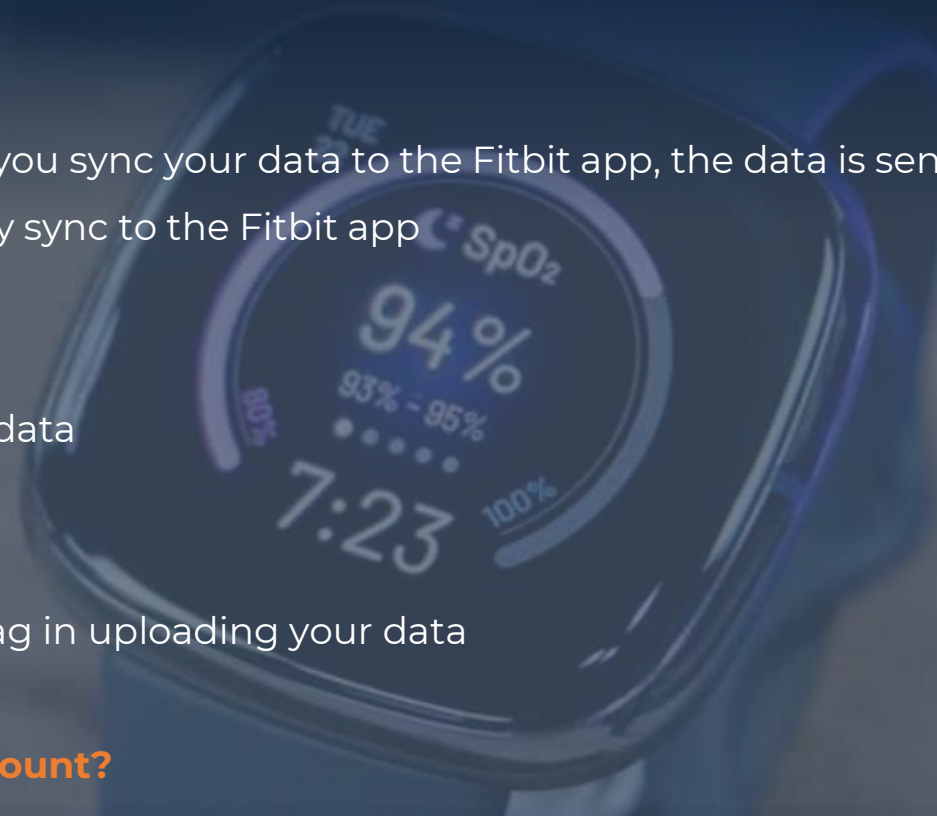 TUE
you sync your data to the Fitbit app, the data is sen
y sync to the Fitbit app
SpO₂
94%
93% - 95%
80%
data
7:23
100%
ag in uploading your data
ount?